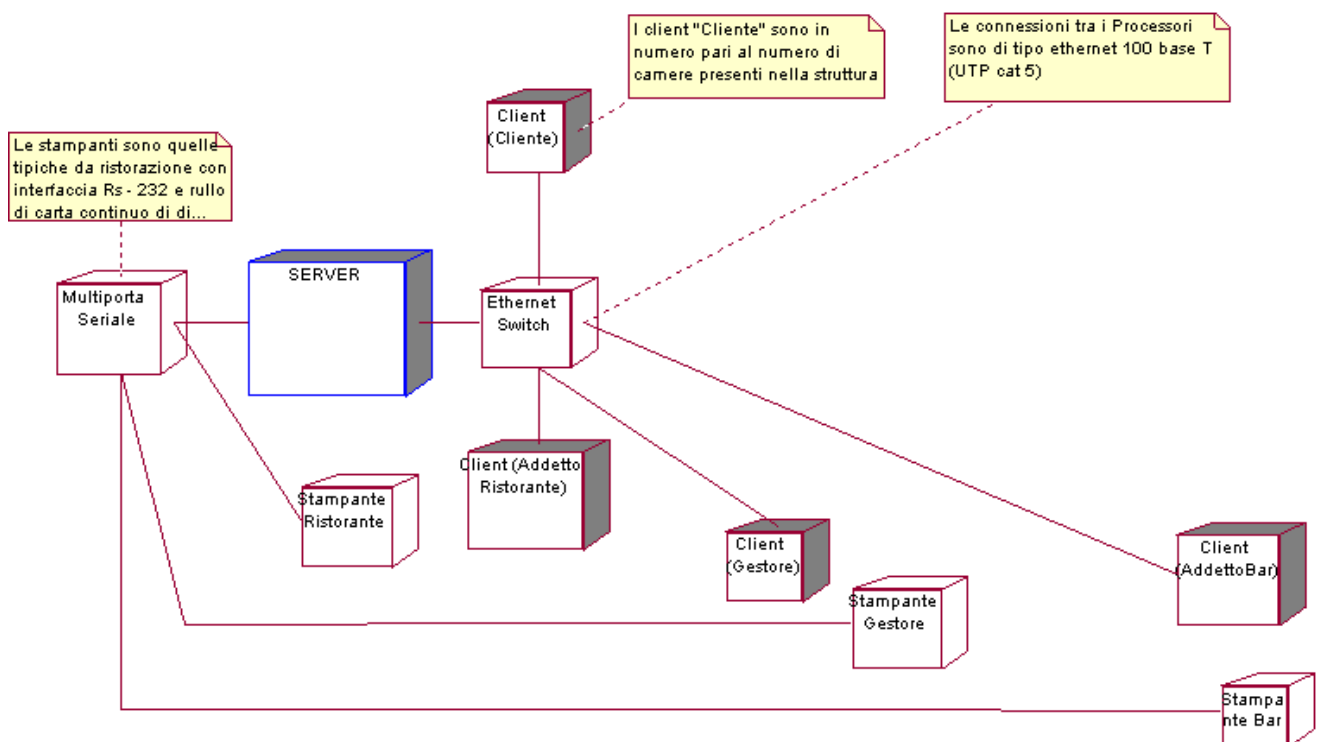 I client "Cliente" sono in
numero pari al numero di
camere presenti nella struttura
Le connessioni tra i Processori
sono di tipo ethernet 100 base T
(UTP cat 5)
Client
(Cliente)
Le stampanti sono quelle
tipiche da ristorazione con
interfaccia Rs - 232 e rullo
di carta continuo di di...
SERVER
Multiporta
Seriale
Ethernet
Switch
Client (Addetto
Ristorante)
Stampante
Ristorante
Client
(Gestore)
Client
(AddettoBar)
Stampante
Gestore
Stampa
nte Bar